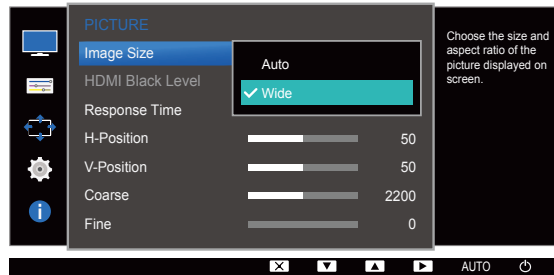 PICTURE
Image Size
HDMI Black Level
Response Time
H-Position 50
V-Position 50
Coarse 2200
Fine 0
Auto
Wide
Choose the size and
aspect ratio of the
picture displayed on
screen.
AUTO